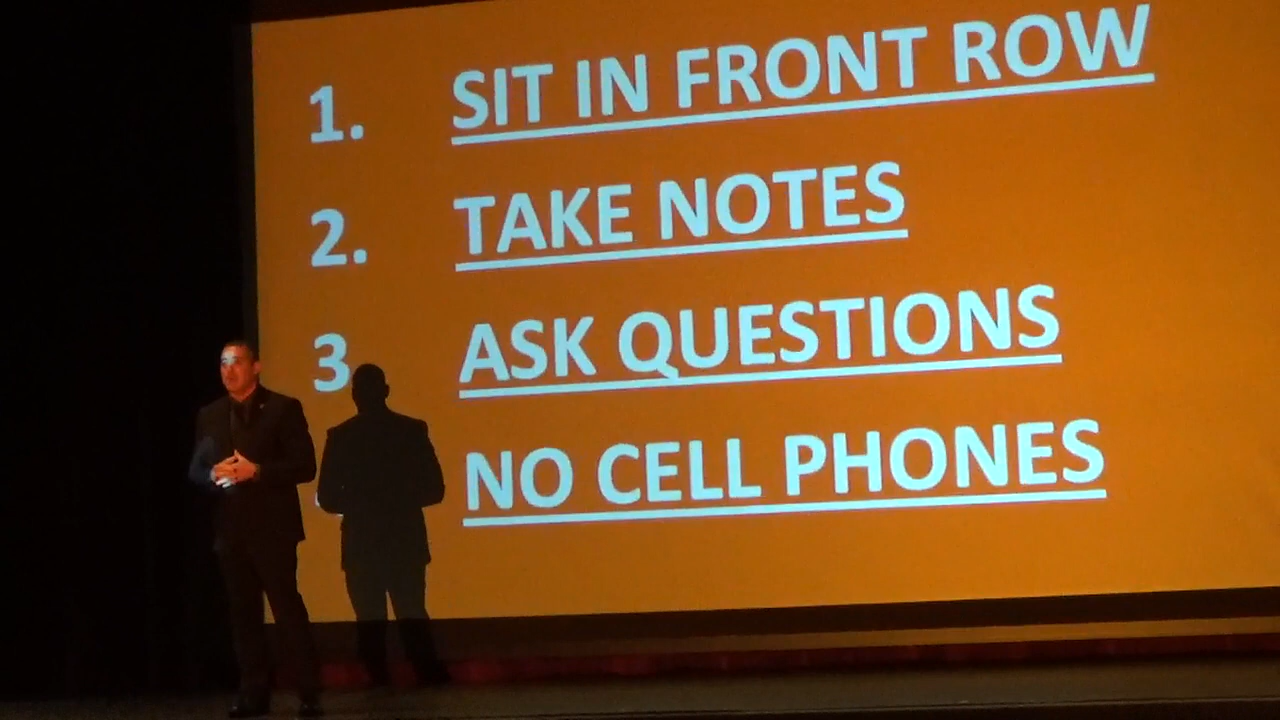 1. SIT IN FRONT ROW
2. TAKE NOTES
3 ASK QUESTIONS
NO CELL PHONES